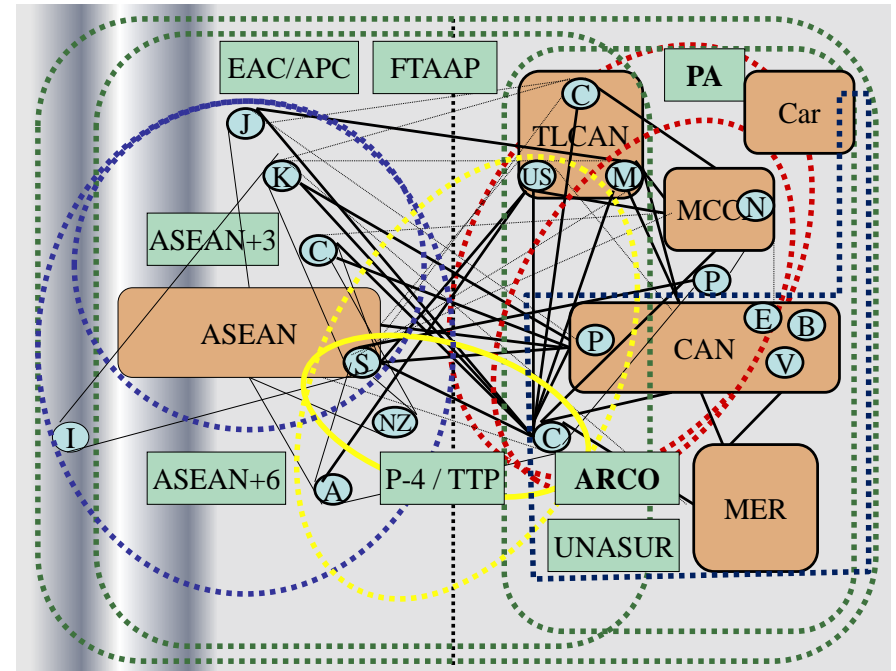 EAC/APC
FTAAP
PA
C
Car
J
TLCAN
K
US
M
MCC
N
ASEAN+3
C
P
ASEAN
E
B
S
P
CAN
V
NZ
I
C
ASEAN+6
A
P-4 / TTP
ARCO
MER
UNASUR